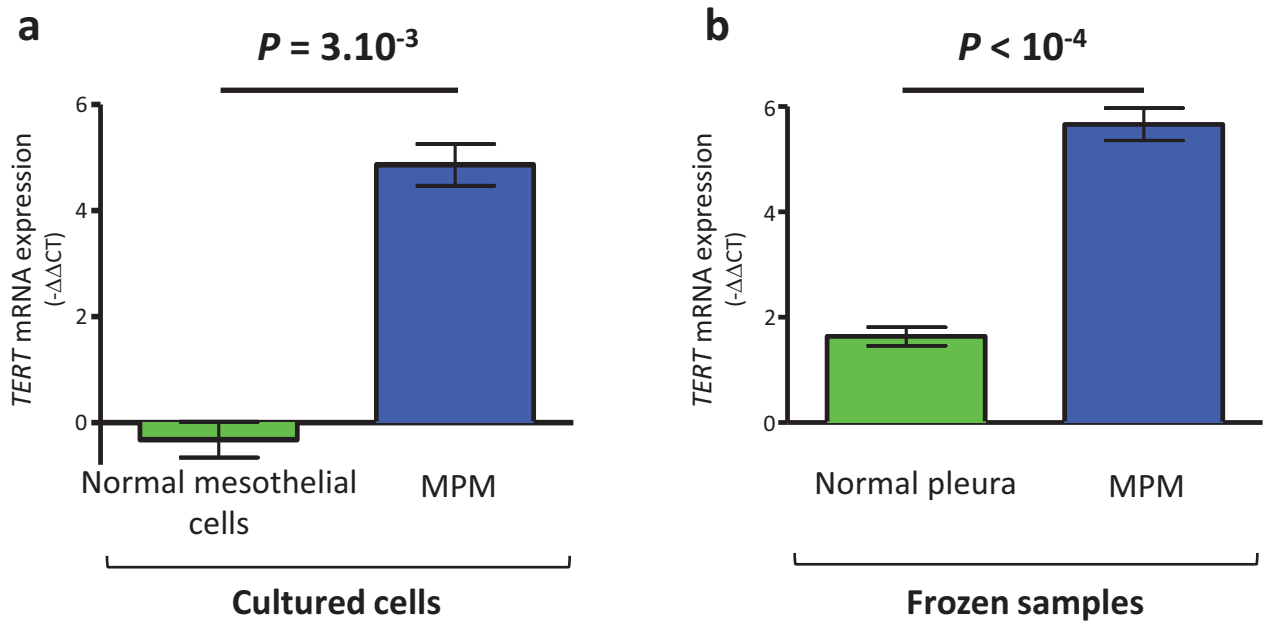 a
P = 3.10-3
6
4
2
0
TERT mRNA expression
(-ΔΔCT)
Normal mesothelial
cells
MPM
Cultured cells
b
P < 10-4
6
4
2
0
TERT mRNA expression
(-ΔΔCT)
Normal pleura
MPM
Frozen samples